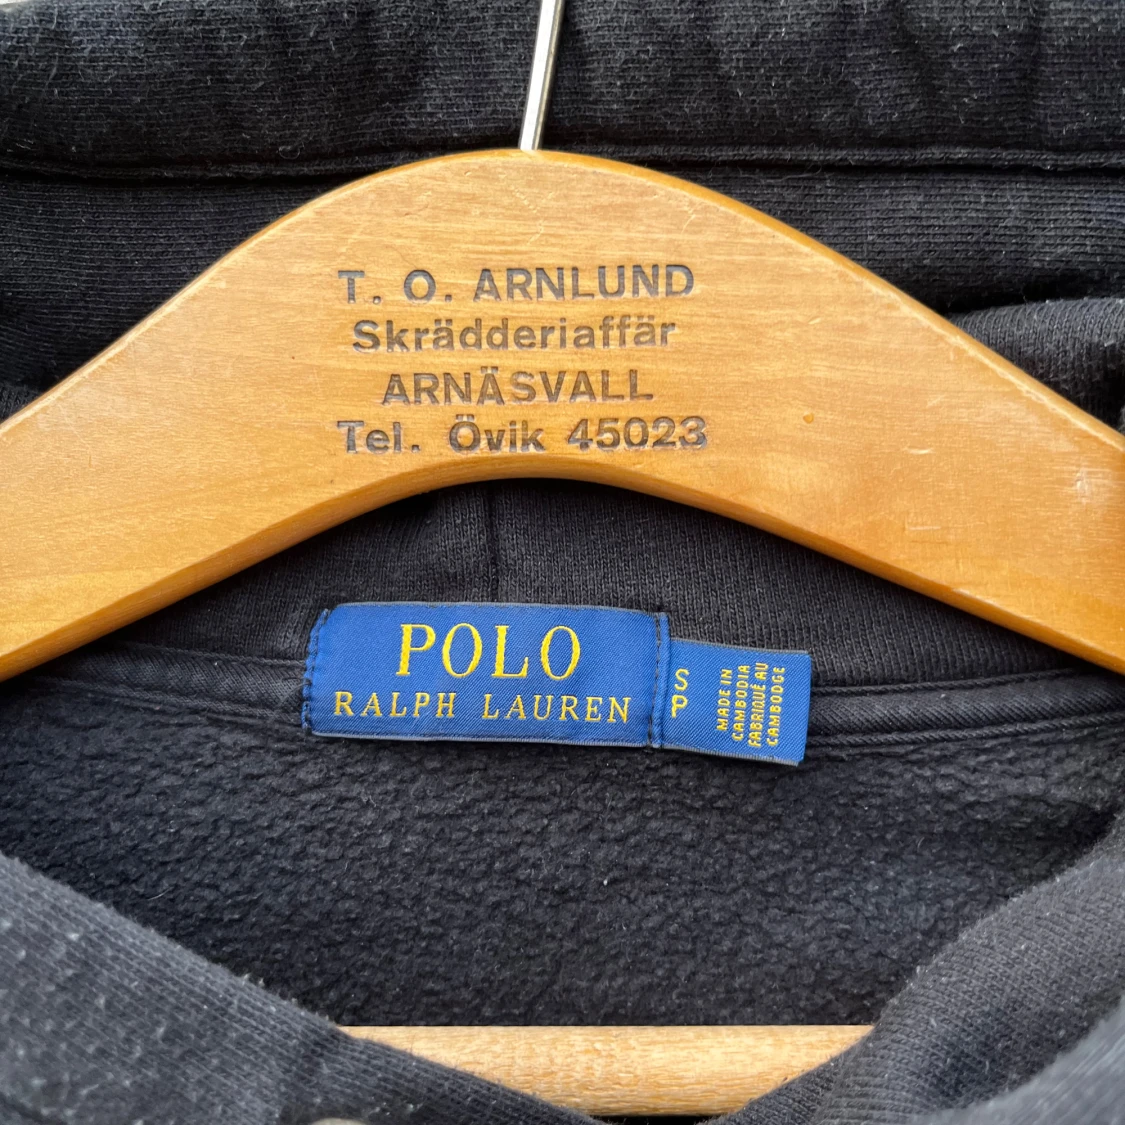 T. O. ARNLUND
Skrädderiaffär
ARNÄSVALL
Tel. Övik 45023
POLO
RALPH LAUREN
S
P
MADE IN
CAMBODIA
FABRIQUÉ AU
CAMBODGE